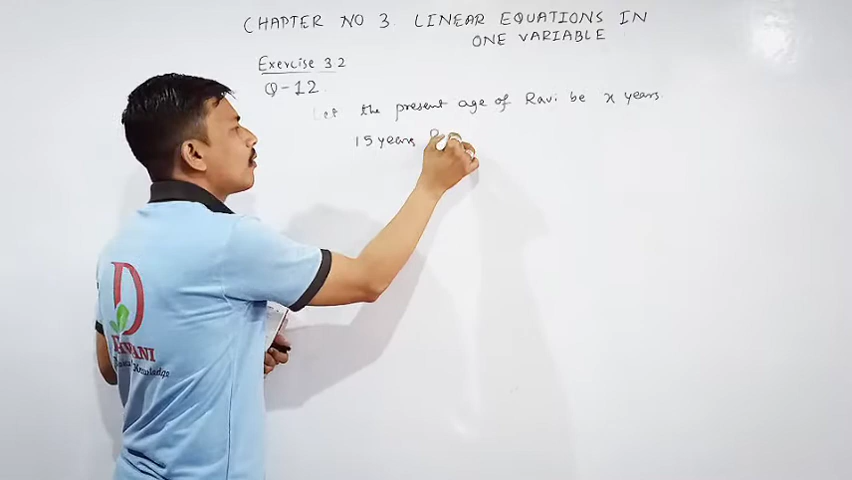 CHAPTER NO 3. LINEAR EQUATIONS IN
ONE VARIABLE
Exercise 3.2
Q-12.
Let the present age of Ravi be x years.
15 years